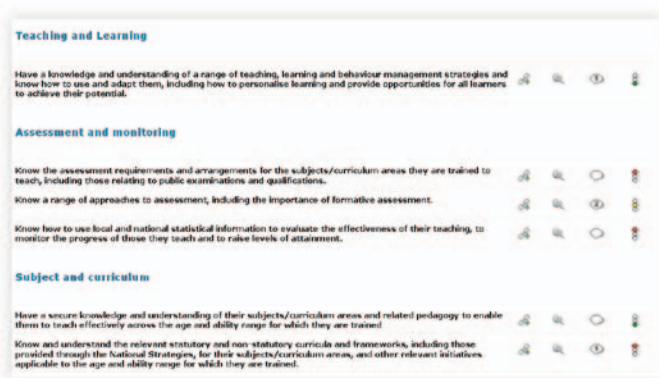 Teaching and Learning
Have a knowledge and understanding of a range of teaching, learning and behaviour management strategies and
know how to use and adapt them, including how to personalise learning and provide opportunities for all learners
to achieve their potential.
Assessment and monitoring
Know the assessment requirements and arrangements for the subjects/curriculum areas they are trained to
teach, including those relating to public examinations and qualifications.
Know a range of approaches to assessment, including the importance of formative assessment.
Know how to use local and national statistical information to evaluate the effectiveness of their teaching, to
monitor the progress of those they teach and to raise levels of attainment.
Subject and curriculum
Have a secure knowledge and understanding of their subjects/curriculum areas and related pedagogy to enable
them to teach effectively across the age and ability range for which they are trained
Know and understand the relevant statutory and non-statutory curricula and frameworks, including those
provided through the National Strategies, for their subjects/curriculum areas, and other relevant initiatives
applicable to the age and ability range for which they are trained.